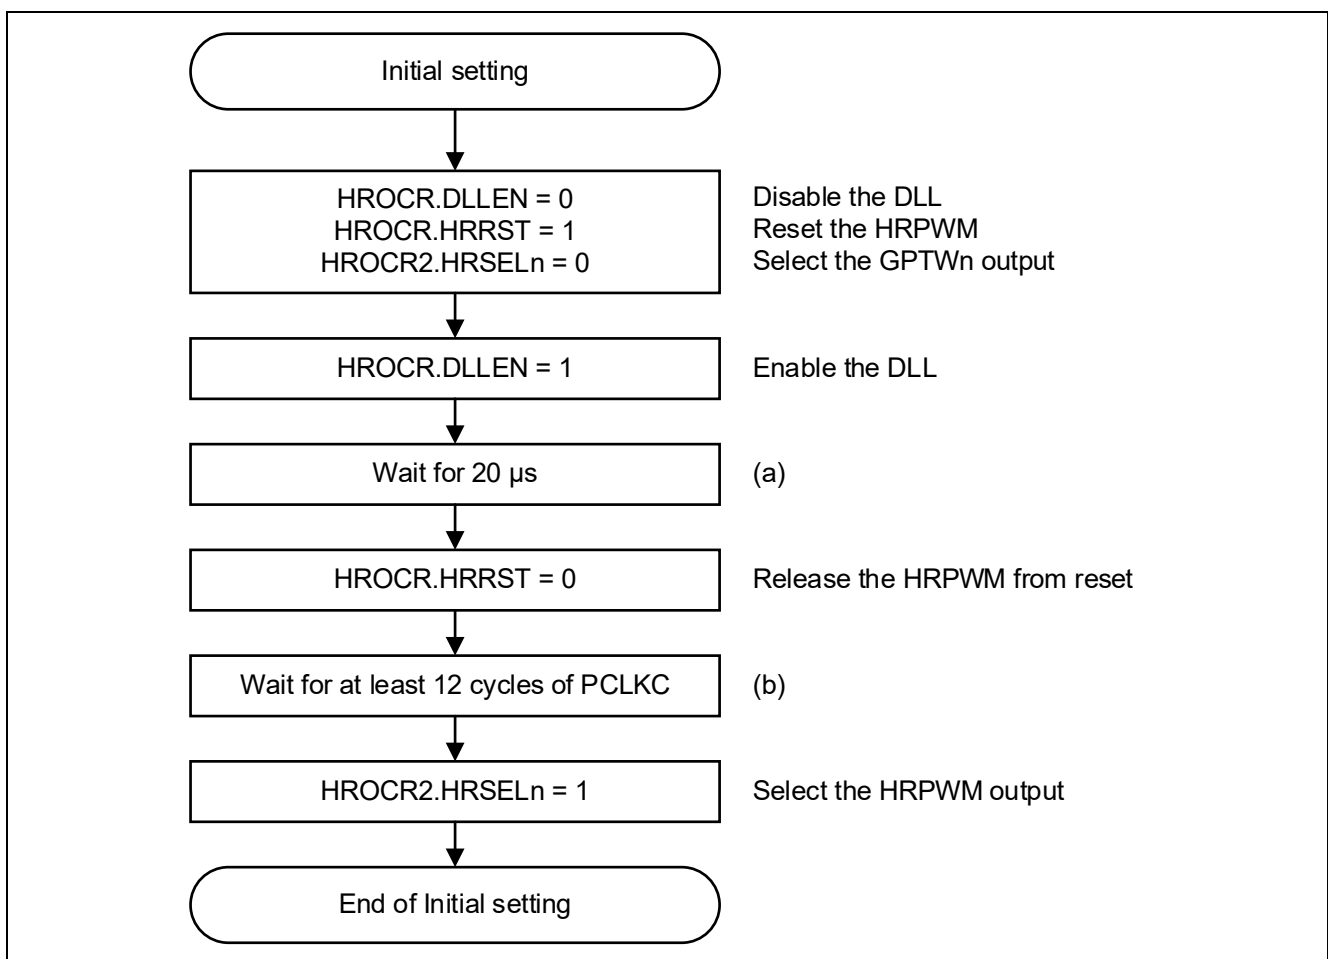 Initial setting
HROCR.DLLEN = 0
HROCR.HRRST = 1
HROCR2.HRSELn = 0
Disable the DLL
Reset the HRPWM
Select the GPTWn output
HROCR.DLLEN = 1
Enable the DLL
Wait for 20 µs
(a)
HROCR.HRRST = 0
Release the HRPWM from reset
Wait for at least 12 cycles of PCLKC
(b)
HROCR2.HRSELn = 1
Select the HRPWM output
End of Initial setting